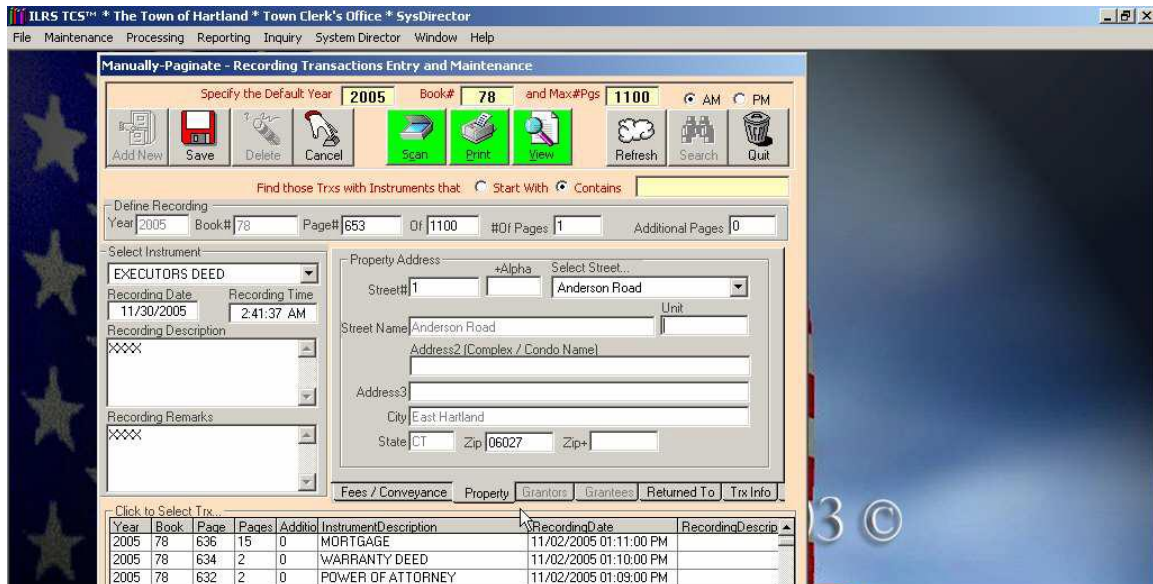 ILRS TCS™ * The Town of Hartland * Town Clerk's Office * SysDirector
File Maintenance Processing Reporting Inquiry System Director Window Help
Manually-Paginate - Recording Transactions Entry and Maintenance
Specify the Default Year 2005 Book# 78 and Max#Pgs 1100 AM PM
Add New Save Delete Cancel Scan Print View Refresh Search Quit
Find those Trxs with Instruments that Start With Contains
Define Recording
Year 2005 Book# 78 Page# 653 Of 1100 #Of Pages 1 Additional Pages 0
Select Instrument
EXECUTORS DEED
Recording Date Recording Time
11/30/2005 2:41:37 AM
Recording Description
XXXX
Recording Remarks
XXXX
Property Address
+Alpha Select Street...
Street# 1 Anderson Road
Unit
Street Name Anderson Road
Address2 (Complex / Condo Name)
Address3
City East Hartland
State CT Zip 06027 Zip+
Fees / Conveyance Property Grantors Grantees Returned To Trx Info
Click to Select Trx...
Year Book Page Pages Additio InstrumentDescription RecordingDate RecordingDescrip
2005 78 636 15 0 MORTGAGE 11/02/2005 01:11:00 PM
2005 78 634 2 0 WARRANTY DEED 11/02/2005 01:10:00 PM
2005 78 632 2 0 POWER OF ATTORNEY 11/02/2005 01:09:00 PM
03 ©